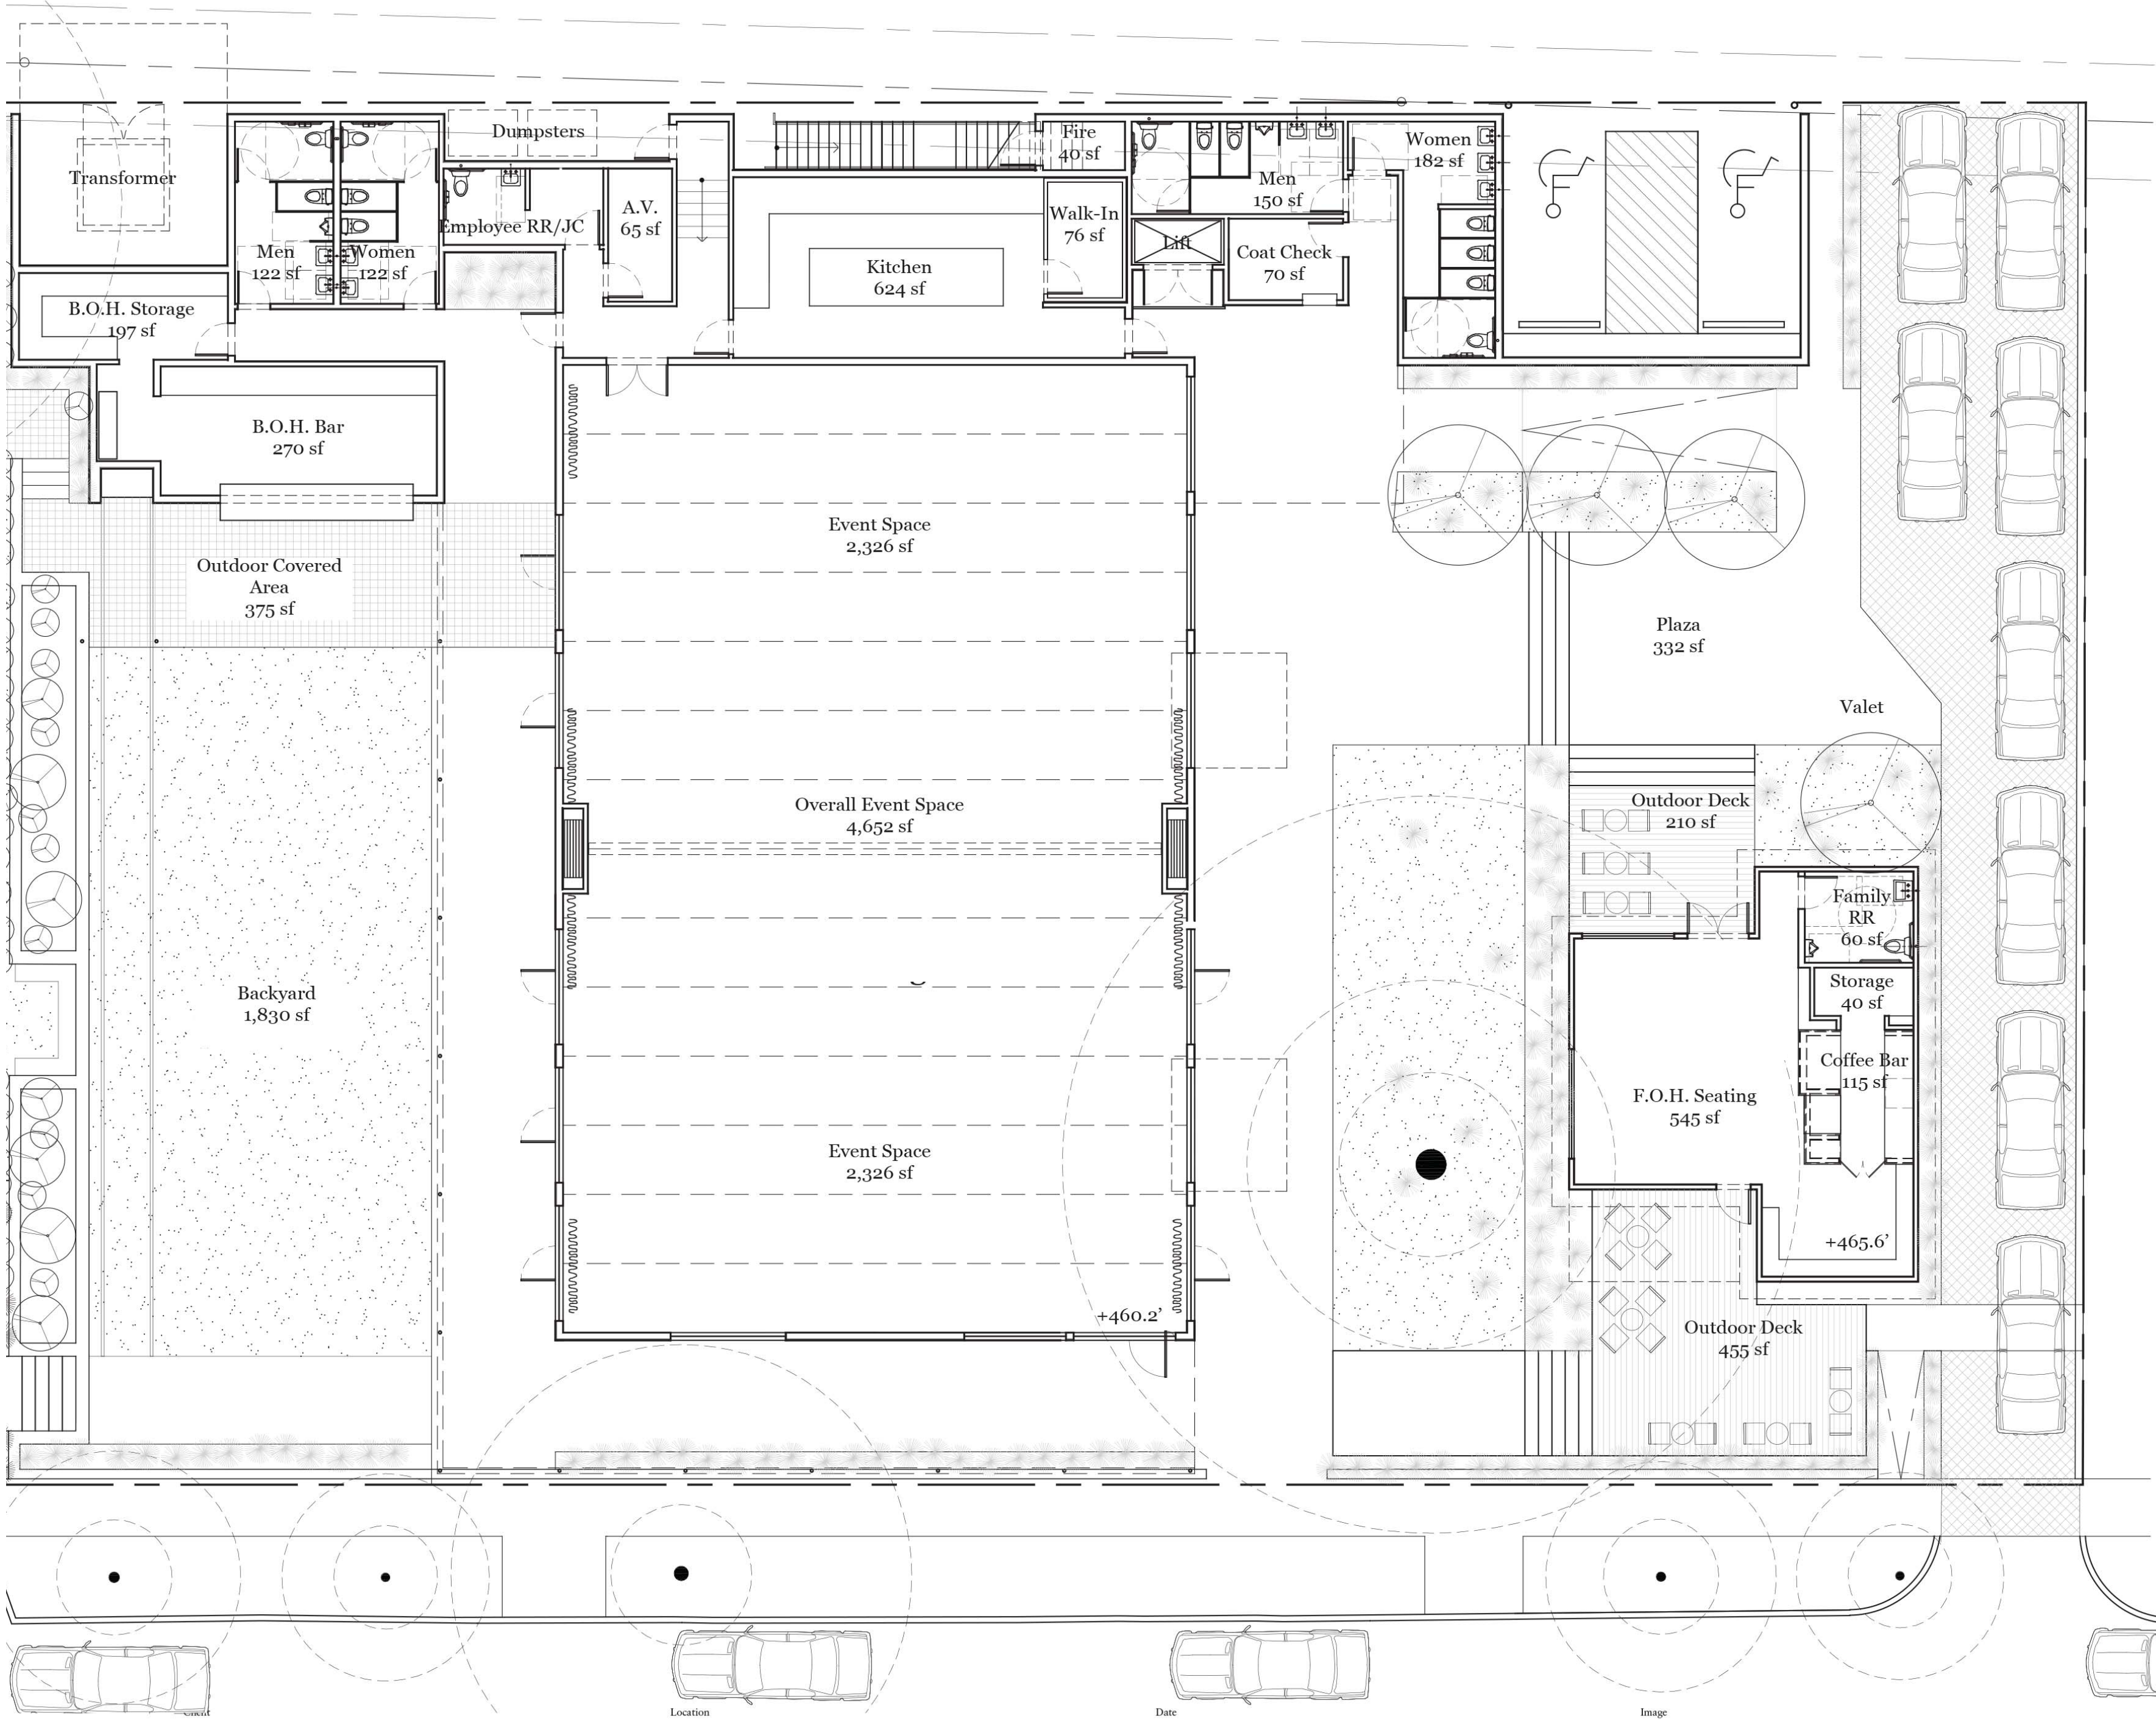 Dumpsters
Fire
40 sf
Women
182 sf
Transformer
Men
150 sf
A.V.
65 sf
Walk-In
76 sf
Employee RR/JC
Lift
Coat Check
70 sf
Men
122 sf
Women
122 sf
Kitchen
624 sf
B.O.H. Storage
197 sf
B.O.H. Bar
270 sf
Event Space
2,326 sf
Outdoor Covered
Area
375 sf
Plaza
332 sf
Valet
Overall Event Space
4,652 sf
Outdoor Deck
210 sf
Family
RR
60 sf
Storage
40 sf
Backyard
1,830 sf
Coffee Bar
115 sf
F.O.H. Seating
545 sf
Event Space
2,326 sf
+465.6’
+460.2’
Outdoor Deck
455 sf
Client
Location
Date
Image